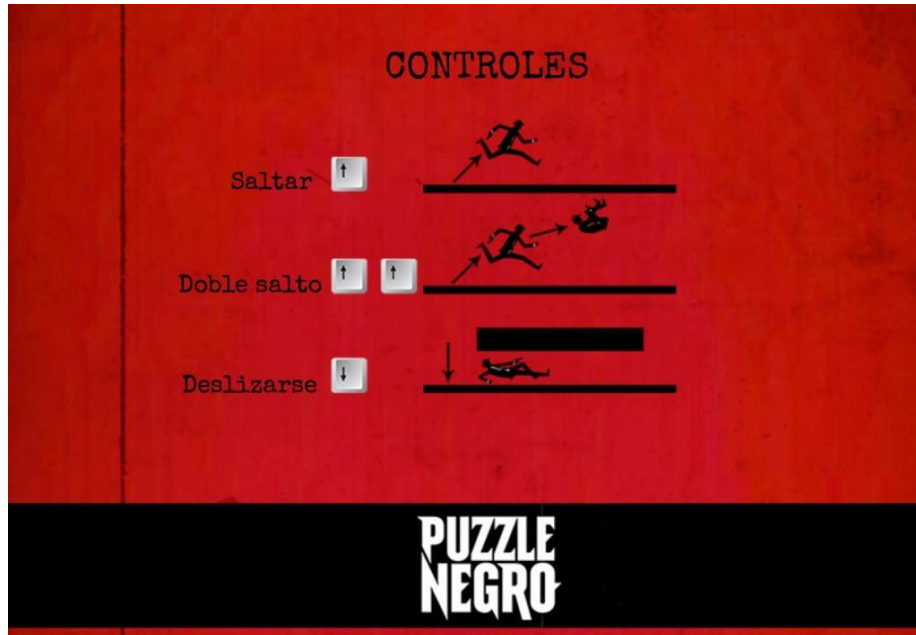 CONTROLES
Saltar
Doble salto
Deslizarse
PUZZLE
NEGRO